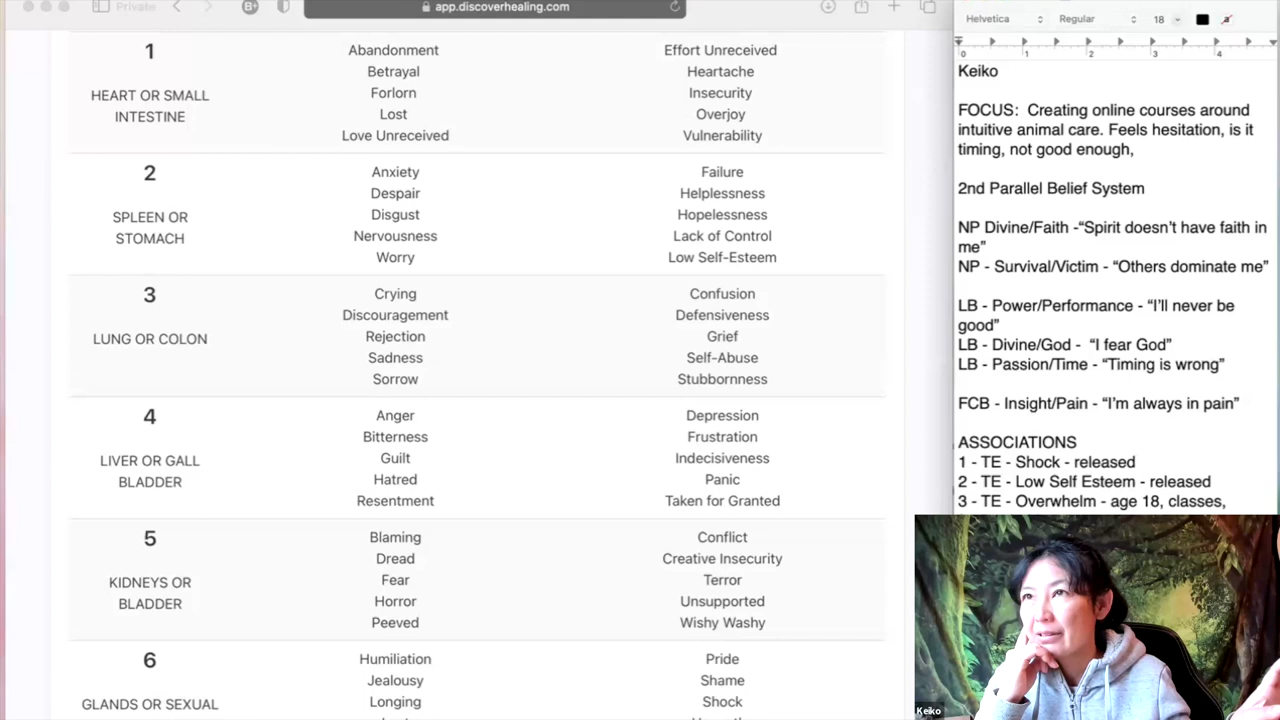 Private
app.discoverhealing.com
1
HEART OR SMALL
INTESTINE
Abandonment
Betrayal
Forlorn
Lost
Love Unreceived
Effort Unreceived
Heartache
Insecurity
Overjoy
Vulnerability
2
SPLEEN OR
STOMACH
Anxiety
Despair
Disgust
Nervousness
Worry
Failure
Helplessness
Hopelessness
Lack of Control
Low Self-Esteem
3
LUNG OR COLON
Crying
Discouragement
Rejection
Sadness
Sorrow
Confusion
Defensiveness
Grief
Self-Abuse
Stubbornness
4
LIVER OR GALL
BLADDER
Anger
Bitterness
Guilt
Hatred
Resentment
Depression
Frustration
Indecisiveness
Panic
Taken for Granted
5
KIDNEYS OR
BLADDER
Blaming
Dread
Fear
Horror
Peeved
Conflict
Creative Insecurity
Terror
Unsupported
Wishy Washy
6
GLANDS OR SEXUAL
Humiliation
Jealousy
Longing
Pride
Shame
Shock
Helvetica
Regular
18
a
0 1 2 3 4
Keiko
FOCUS: Creating online courses around
intuitive animal care. Feels hesitation, is it
timing, not good enough,
2nd Parallel Belief System
NP Divine/Faith -“Spirit doesn’t have faith in
me”
NP - Survival/Victim - “Others dominate me”
LB - Power/Performance - “I’ll never be
good”
LB - Divine/God - “I fear God”
LB - Passion/Time - “Timing is wrong”
FCB - Insight/Pain - “I’m always in pain”
ASSOCIATIONS
1 - TE - Shock - released
2 - TE - Low Self Esteem - released
3 - TE - Overwhelm - age 18, classes,
Keiko